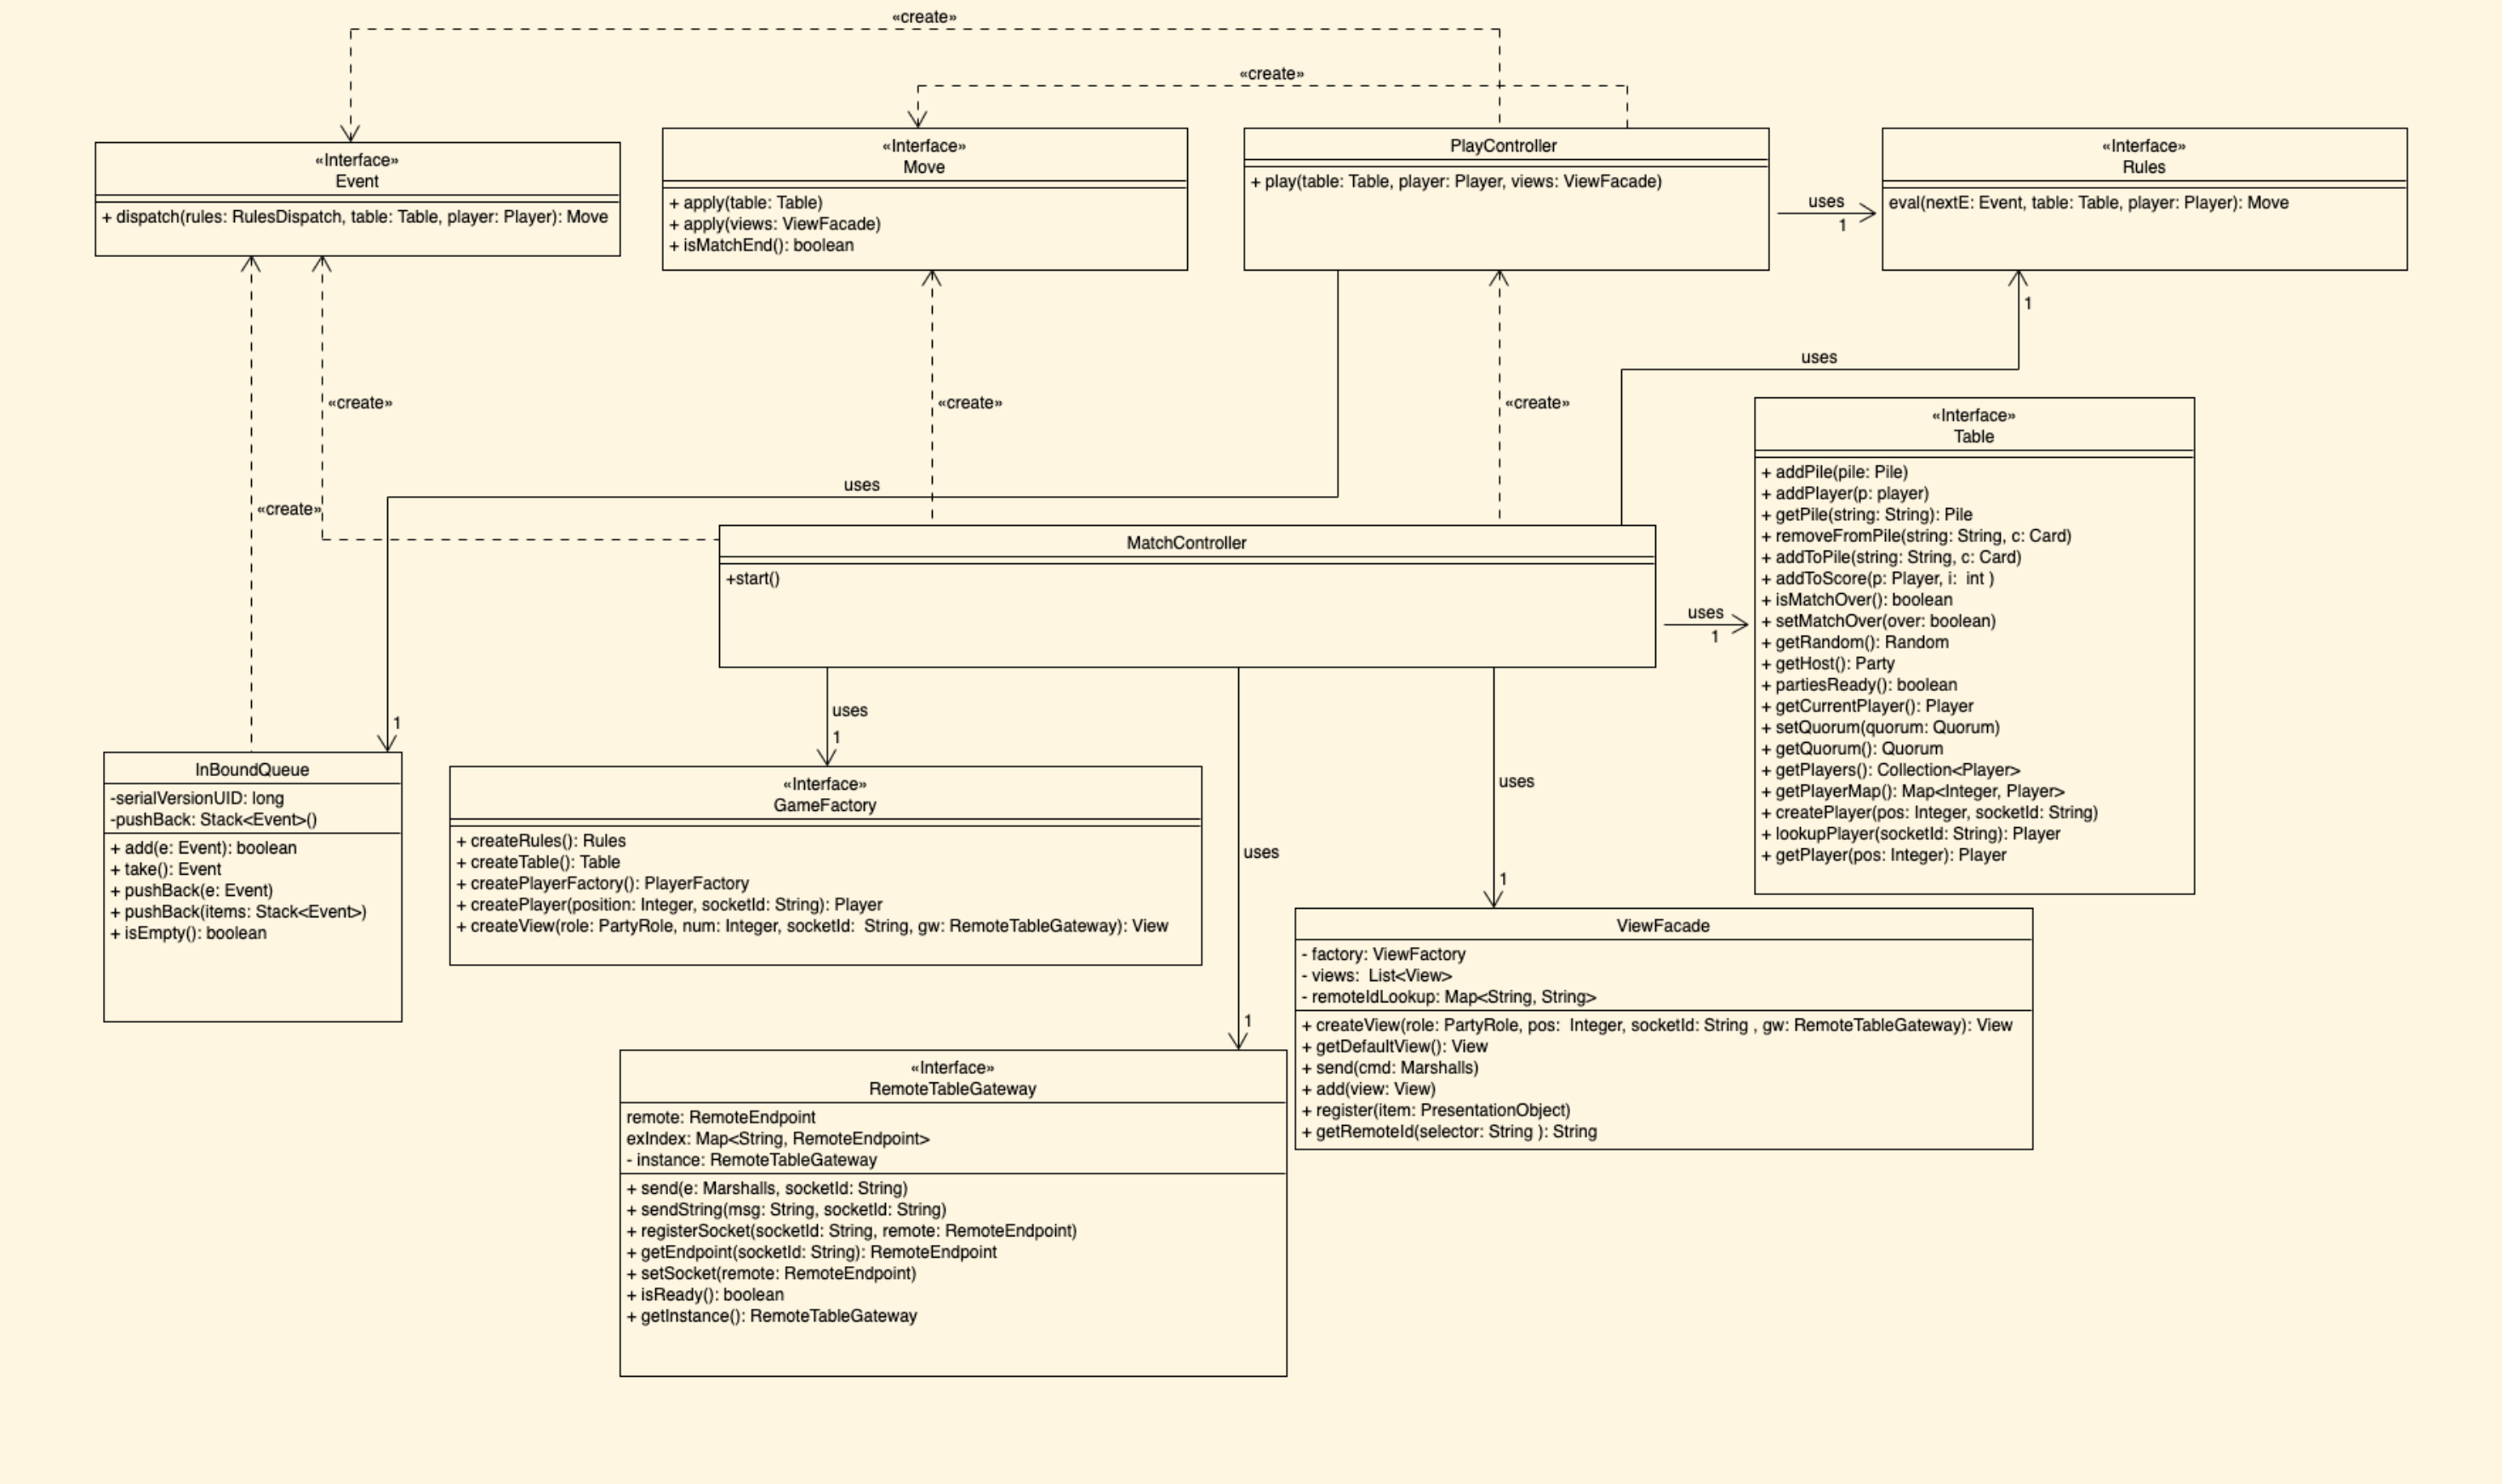 «create»
«create»
«Interface»
Event
+ dispatch(rules: RulesDispatch, table: Table, player: Player): Move
«Interface»
Move
+ apply(table: Table)
+ apply(views: ViewFacade)
+ isMatchEnd(): boolean
PlayController
+ play(table: Table, player: Player, views: ViewFacade)
uses
1
«Interface»
Rules
eval(nextE: Event, table: Table, player: Player): Move
1
uses
«create»
«create»
«create»
«create»
uses
MatchController
+start()
uses
1
«Interface»
Table
+ addPile(pile: Pile)
+ addPlayer(p: player)
+ getPile(string: String): Pile
+ removeFromPile(string: String, c: Card)
+ addToPile(string: String, c: Card)
+ addToScore(p: Player, i:  int )
+ isMatchOver(): boolean
+ setMatchOver(over: boolean)
+ getRandom(): Random
+ getHost(): Party
+ partiesReady(): boolean
+ getCurrentPlayer(): Player
+ setQuorum(quorum: Quorum)
+ getQuorum(): Quorum
+ getPlayers(): Collection<Player>
+ getPlayerMap(): Map<Integer, Player>
+ createPlayer(pos: Integer, socketId: String)
+ lookupPlayer(socketId: String): Player
+ getPlayer(pos: Integer): Player
1
InBoundQueue
-serialVersionUID: long
-pushBack: Stack<Event>()
+ add(e: Event): boolean
+ take(): Event
+ pushBack(e: Event)
+ pushBack(items: Stack<Event>)
+ isEmpty(): boolean
uses
1
«Interface»
GameFactory
+ createRules(): Rules
+ createTable(): Table
+ createPlayerFactory(): PlayerFactory
+ createPlayer(position: Integer, socketId: String): Player
+ createView(role: PartyRole, num: Integer, socketId:  String, gw: RemoteTableGateway): View
uses
1
uses
1
ViewFacade
- factory: ViewFactory
- views:  List<View>
- remoteIdLookup: Map<String, String>
+ createView(role: PartyRole, pos:  Integer, socketId: String , gw: RemoteTableGateway): View
+ getDefaultView(): View
+ send(cmd: Marshalls)
+ add(view: View)
+ register(item: PresentationObject)
+ getRemoteId(selector: String ): String
«Interface»
RemoteTableGateway
remote: RemoteEndpoint
exIndex: Map<String, RemoteEndpoint>
- instance: RemoteTableGateway
+ send(e: Marshalls, socketId: String)
+ sendString(msg: String, socketId: String)
+ registerSocket(socketId: String, remote: RemoteEndpoint)
+ getEndpoint(socketId: String): RemoteEndpoint
+ setSocket(remote: RemoteEndpoint)
+ isReady(): boolean
+ getInstance(): RemoteTableGateway